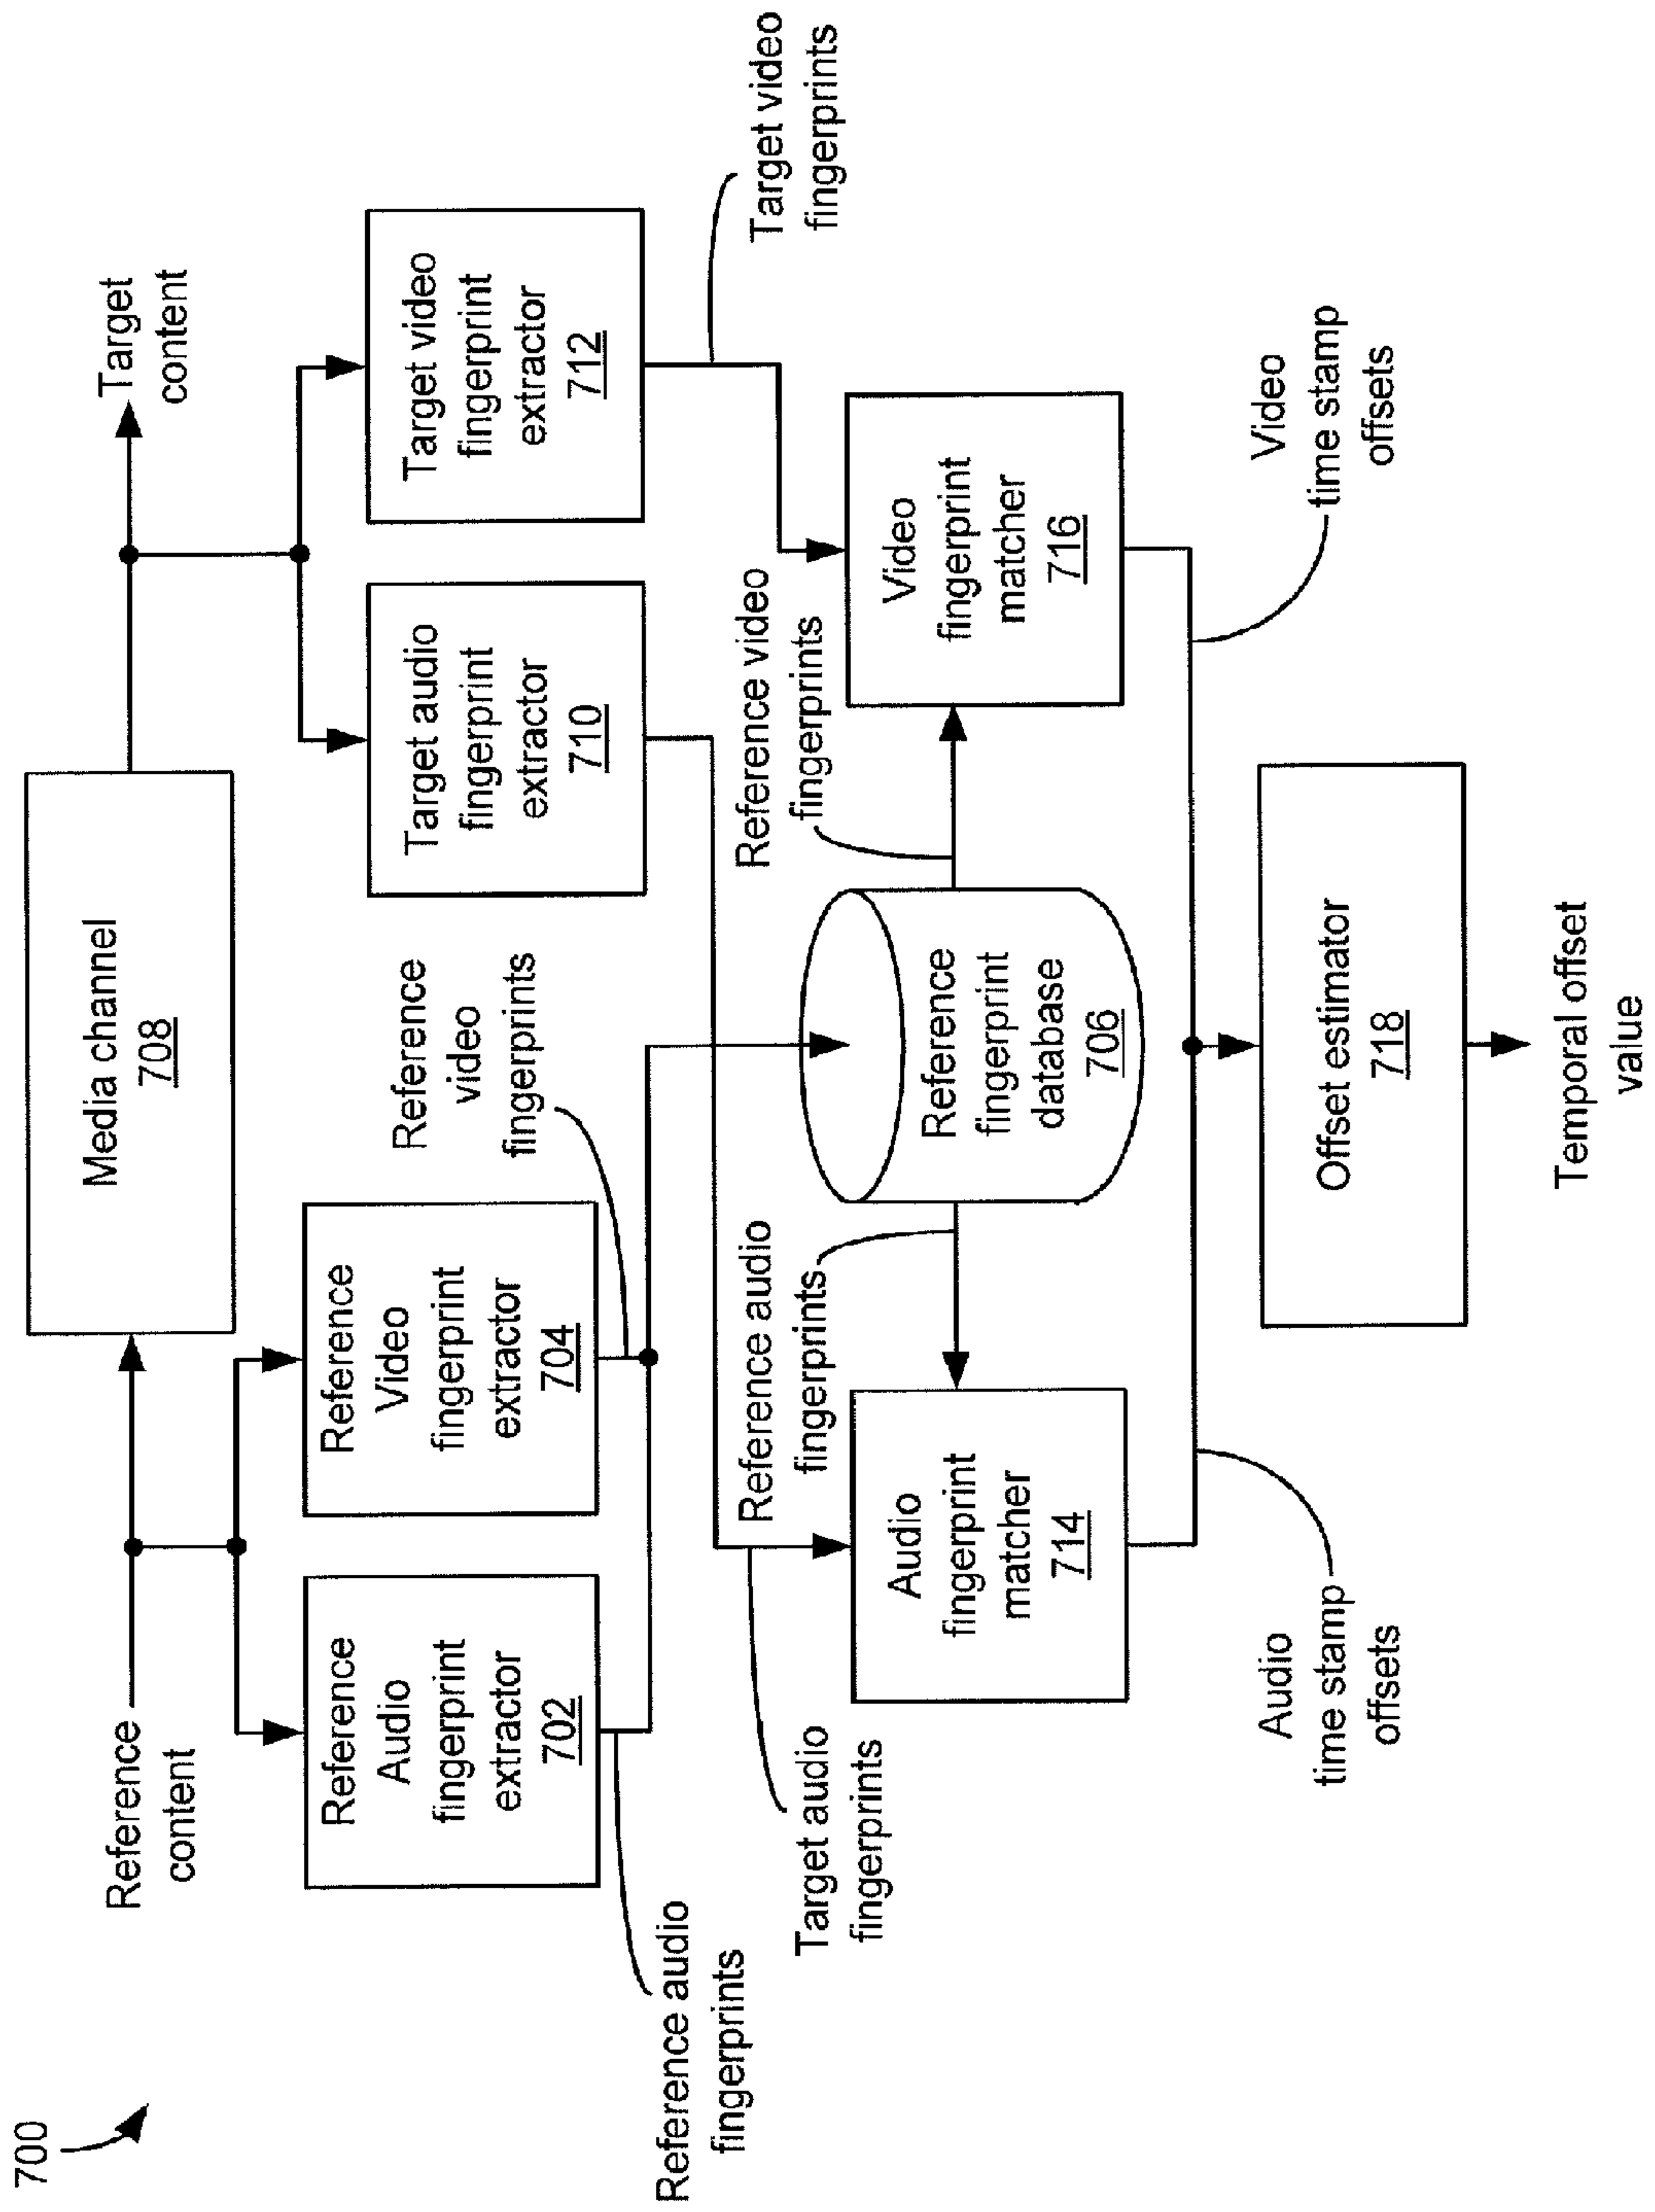 700
Reference
content
Media channel
708
Target
content
Reference
Audio
fingerprint
extractor
702
Reference
Video
fingerprint
extractor
704
Reference
video
fingerprints
Target audio
fingerprint
extractor
710
Target video
fingerprint
extractor
712
Reference audio
fingerprints
Target audio
fingerprints
Reference audio
fingerprints
Reference video
fingerprints
Target video
fingerprints
Audio
fingerprint
matcher
714
Reference
fingerprint
database
706
Video
fingerprint
matcher
716
Audio
time stamp
offsets
Offset estimator
718
Video
time stamp
offsets
Temporal offset
value